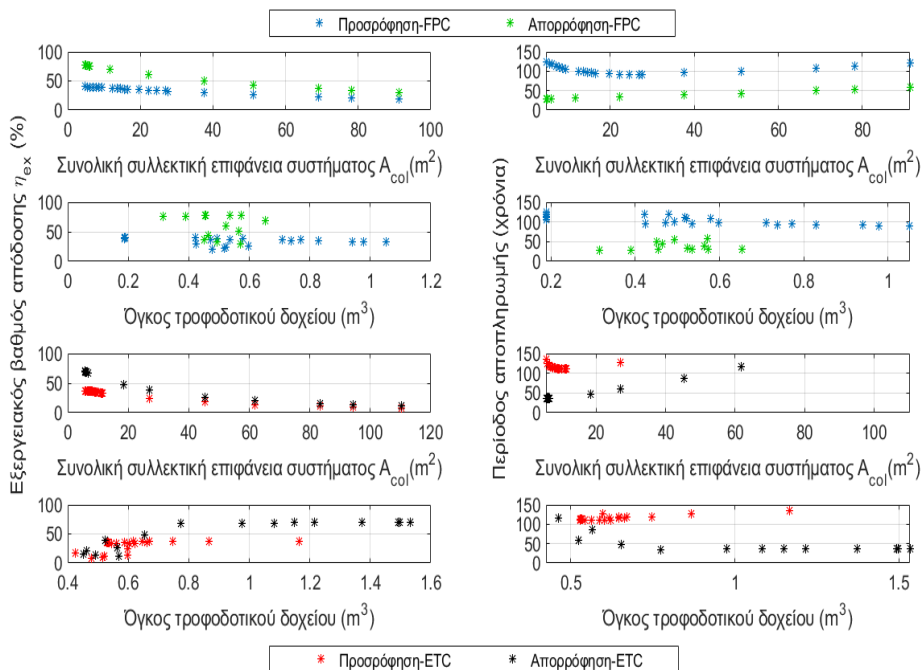 Προσρόφηση-FPC Απορρόφηση-FPC
Εξεργειακός βαθμός απόδοσης η_ex (%)
100
50
0
0 20 40 60 80 100
Συνολική συλλεκτική επιφάνεια συστήματος A_col(m²)
100
50
0
0 0.2 0.4 0.6 0.8 1 1.2
Όγκος τροφοδοτικού δοχείου (m³)
100
50
0
0 20 40 60 80 100 120
Συνολική συλλεκτική επιφάνεια συστήματος A_col(m²)
100
50
0
0.4 0.6 0.8 1 1.2 1.4 1.6
Όγκος τροφοδοτικού δοχείου (m³)
Περίοδος αποπληρωμής (χρόνια)
150
100
50
0
20 40 60 80
Συνολική συλλεκτική επιφάνεια συστήματος A_col(m²)
150
100
50
0
0.2 0.4 0.6 0.8 1
Όγκος τροφοδοτικού δοχείου (m³)
150
100
50
0
20 40 60 80 100
Συνολική συλλεκτική επιφάνεια συστήματος A_col(m²)
150
100
50
0
0.5 1 1.5
Όγκος τροφοδοτικού δοχείου (m³)
Προσρόφηση-ETC Απορρόφηση-ETC